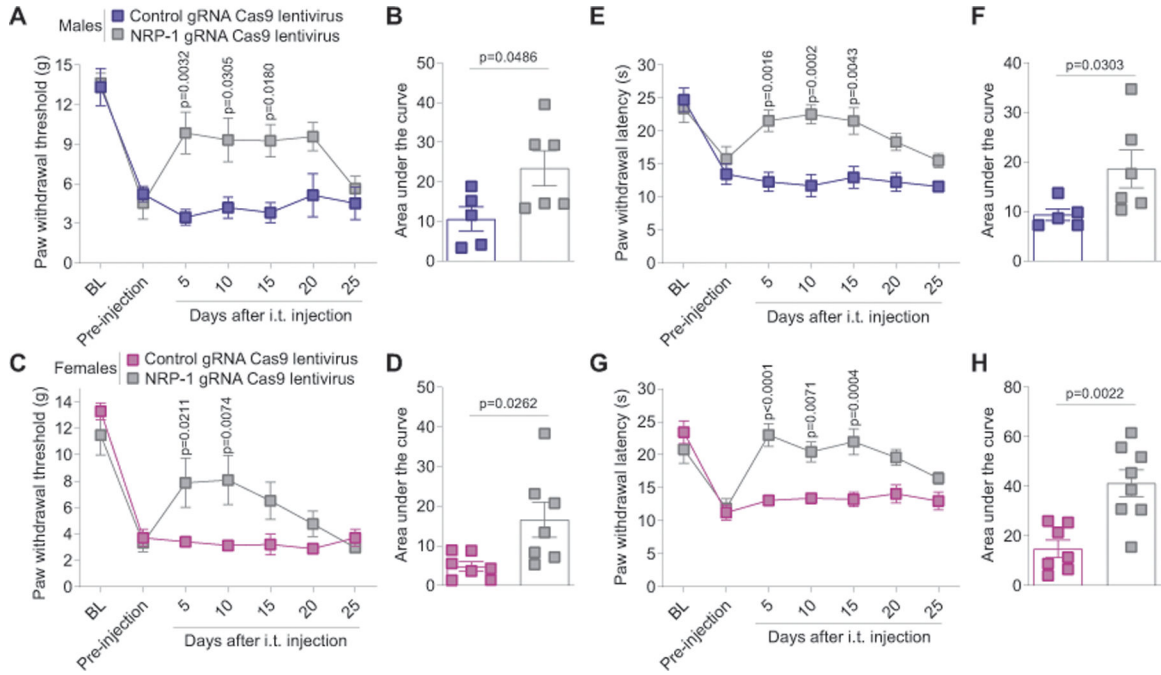 A
Males
Control gRNA Cas9 lentivirus
NRP-1 gRNA Cas9 lentivirus
Paw withdrawal threshold (g)
15
12
9
6
3
0
p=0.0032
p=0.0305
p=0.0180
BL
Pre-injection
5
10
15
20
25
Days after i.t. injection
B
Area under the curve
50
40
30
20
10
0
p=0.0486
E
Paw withdrawal latency (s)
30
25
20
15
10
5
0
p=0.0016
p=0.0002
p=0.0043
BL
Pre-injection
5
10
15
20
25
Days after i.t. injection
F
Area under the curve
40
30
20
10
0
p=0.0303
C
Females
Control gRNA Cas9 lentivirus
NRP-1 gRNA Cas9 lentivirus
Paw withdrawal threshold (g)
14
12
10
8
6
4
2
0
p=0.0211
p=0.0074
BL
Pre-injection
5
10
15
20
25
Days after i.t. injection
D
Area under the curve
50
40
30
20
10
0
p=0.0262
G
Paw withdrawal latency (s)
30
25
20
15
10
5
0
p<0.0001
p=0.0071
p=0.0004
BL
Pre-injection
5
10
15
20
25
Days after i.t. injection
H
Area under the curve
80
60
40
20
0
p=0.0022